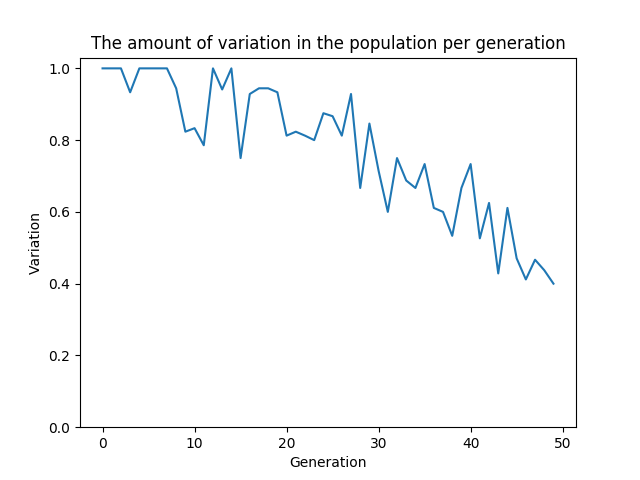 The amount of variation in the population per generation
1.0
0.8
0.6
0.4
0.2
0.0
Variation
0 10 20 30 40 50
Generation